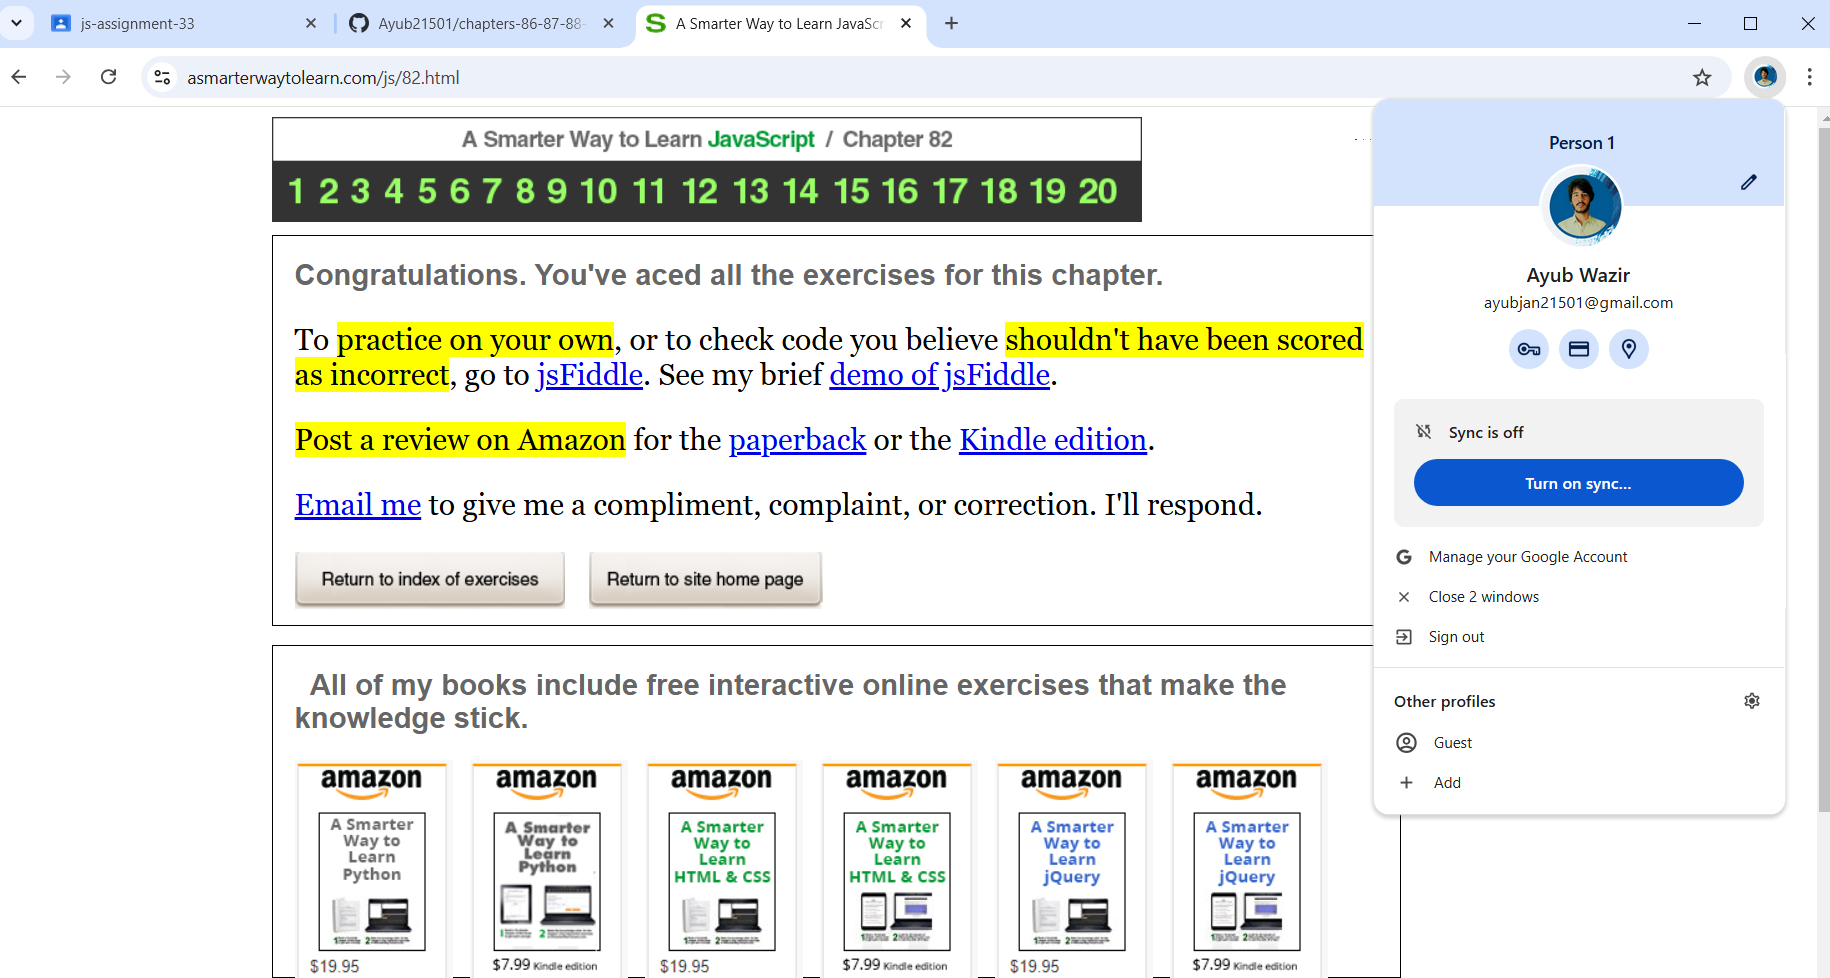 js-assignment-33
Ayub21501/chapters-86-87-88-
A Smarter Way to Learn JavaScr
asmarterwaytolearn.com/js/82.html
A Smarter Way to Learn JavaScript / Chapter 82
1 2 3 4 5 6 7 8 9 10 11 12 13 14 15 16 17 18 19 20
Congratulations. You've aced all the exercises for this chapter.
To practice on your own, or to check code you believe shouldn't have been scored
as incorrect, go to jsFiddle. See my brief demo of jsFiddle.
Post a review on Amazon for the paperback or the Kindle edition.
Email me to give me a compliment, complaint, or correction. I'll respond.
Return to index of exercises
Return to site home page
All of my books include free interactive online exercises that make the
knowledge stick.
amazon
A Smarter
Way to
Learn
Python
$19.95
amazon
A Smarter
Way to
Learn
Python
$7.99 Kindle edition
amazon
A Smarter
Way to
Learn
HTML & CSS
$19.95
amazon
A Smarter
Way to
Learn
HTML & CSS
$7.99 Kindle edition
amazon
A Smarter
Way to
Learn
jQuery
$19.95
amazon
A Smarter
Way to
Learn
jQuery
$7.99 Kindle edition
Person 1
Ayub Wazir
ayubjan21501@gmail.com
Sync is off
Turn on sync...
Manage your Google Account
Close 2 windows
Sign out
Other profiles
Guest
Add